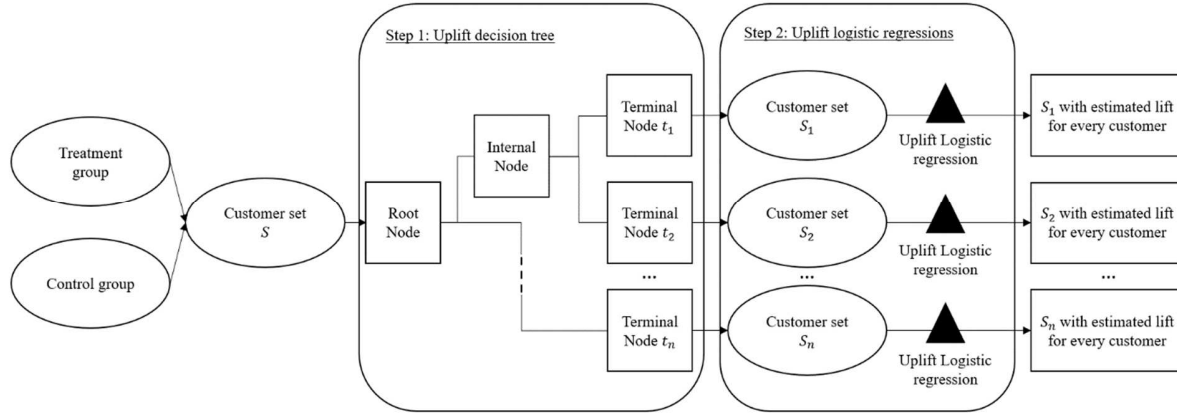 Step 1: Uplift decision tree
Step 2: Uplift logistic regressions
Treatment
group
Control group
Customer set
S
Root
Node
Internal
Node
Terminal
Node t₁
Terminal
Node t₂
...
Terminal
Node tₙ
Customer set
S₁
Customer set
S₂
...
Customer set
Sₙ
Uplift Logistic
regression
Uplift Logistic
regression
Uplift Logistic
regression
S₁ with estimated lift
for every customer
S₂ with estimated lift
for every customer
...
Sₙ with estimated lift
for every customer